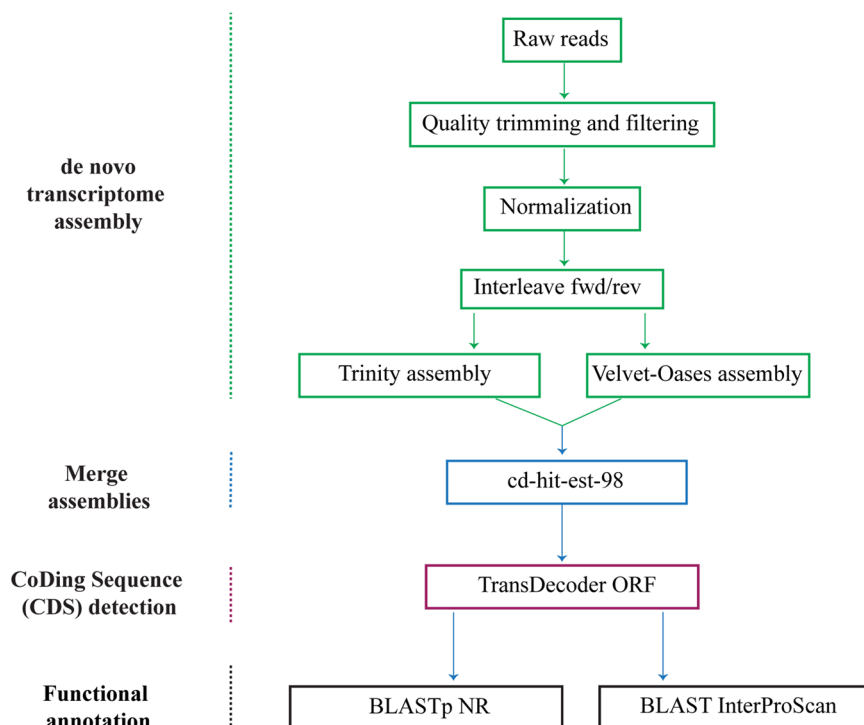 Raw reads
Quality trimming and filtering
de novo
transcriptome
assembly
Normalization
Interleave fwd/rev
Trinity assembly
Velvet-Oases assembly
Merge
assemblies
cd-hit-est-98
CoDing Sequence
(CDS) detection
TransDecoder ORF
Functional
annotation
BLASTp NR
BLAST InterProScan